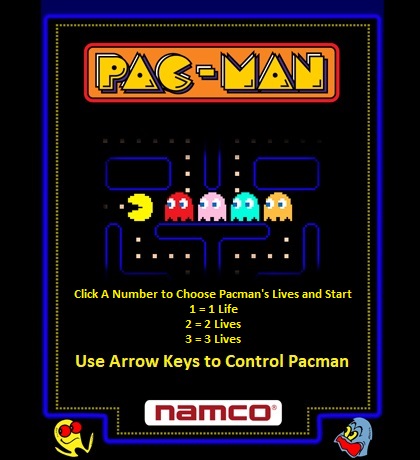 PAC-MAN
Click A Number to Choose Pacman's Lives and Start
1 = 1 Life
2 = 2 Lives
3 = 3 Lives
Use Arrow Keys to Control Pacman
namco®